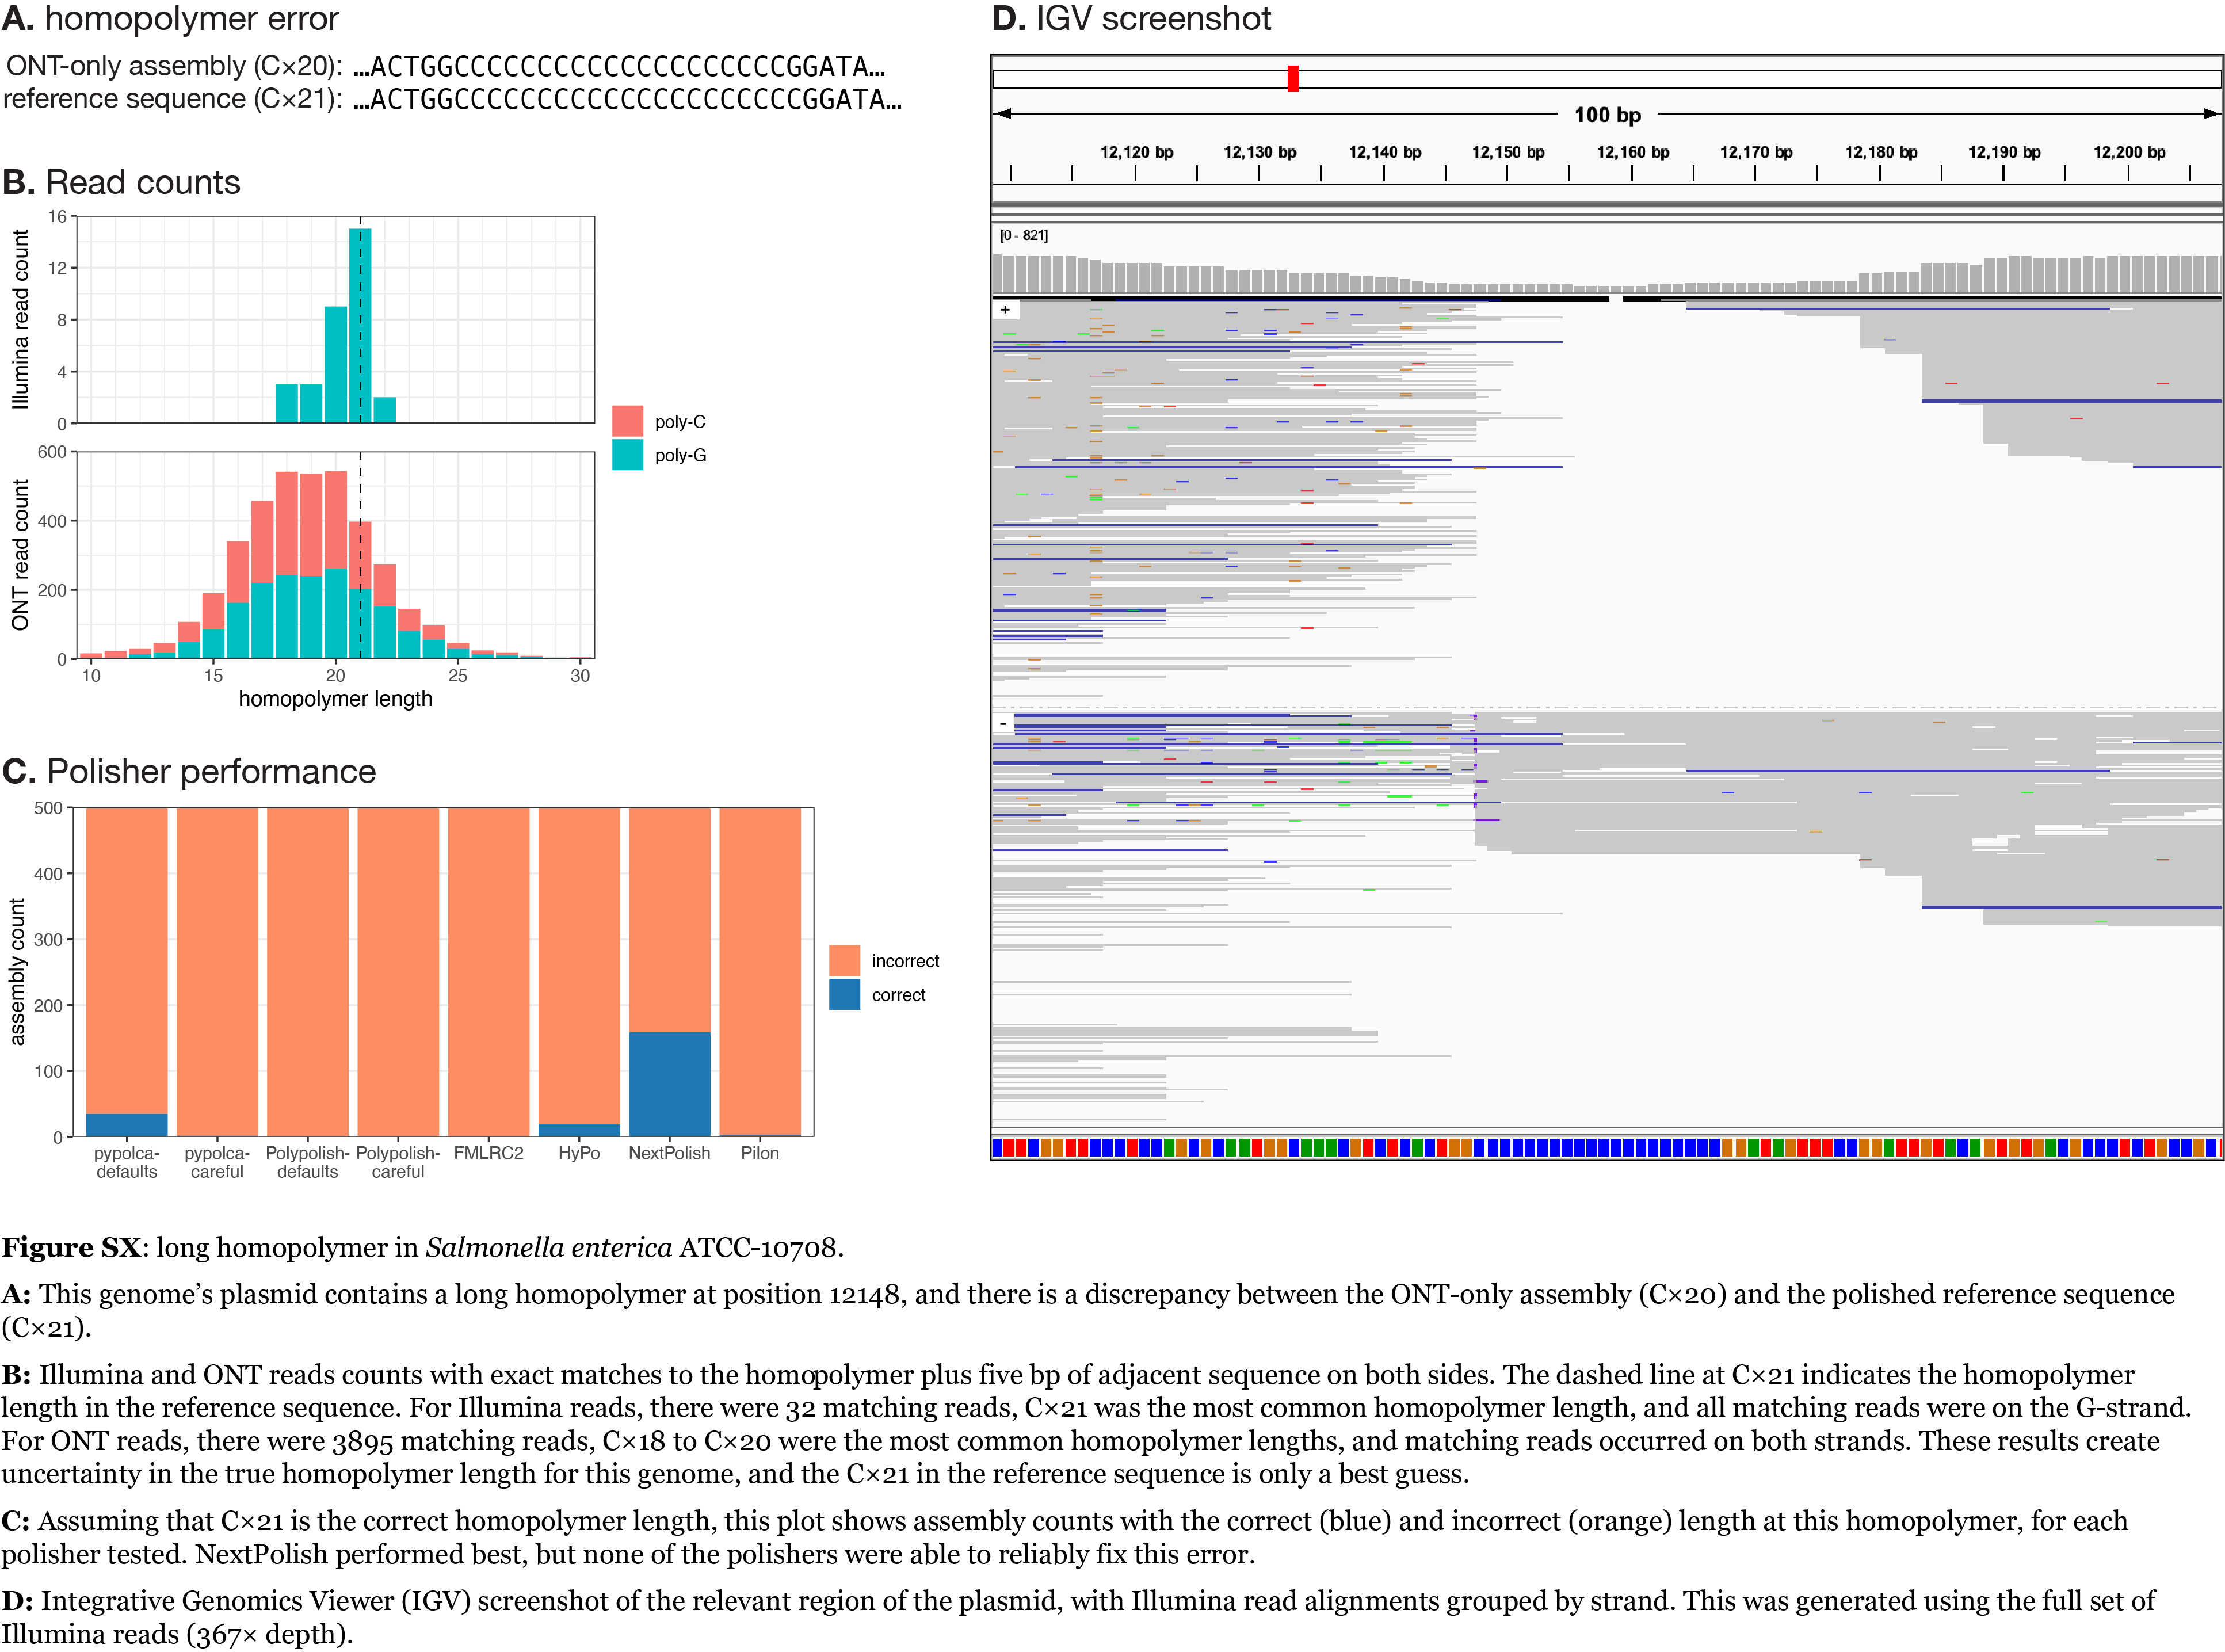 A. homopolymer error
ONT-only assembly (C×20): …ACTGGCCCCCCCCCCCCCCCCCCCCGGATA…
reference sequence (C×21): …ACTGGCCCCCCCCCCCCCCCCCCCCCGGATA…
B. Read counts
Illumina read count
16
12
8
4
0
ONT read count
600
400
200
0
10
15
20
25
30
homopolymer length
poly-C
poly-G
C. Polisher performance
assembly count
500
400
300
200
100
0
pypolca-
defaults
pypolca-
careful
Polypolish-
defaults
Polypolish-
careful
FMLRC2
HyPo
NextPolish
Pilon
incorrect
correct
D. IGV screenshot
100 bp
12,120 bp
12,130 bp
12,140 bp
12,150 bp
12,160 bp
12,170 bp
12,180 bp
12,190 bp
12,200 bp
[0 - 821]
+
-
Figure SX: long homopolymer in Salmonella enterica ATCC-10708.
A: This genome’s plasmid contains a long homopolymer at position 12148, and there is a discrepancy between the ONT-only assembly (C×20) and the polished reference sequence
(C×21).
B: Illumina and ONT reads counts with exact matches to the homopolymer plus five bp of adjacent sequence on both sides. The dashed line at C×21 indicates the homopolymer
length in the reference sequence. For Illumina reads, there were 32 matching reads, C×21 was the most common homopolymer length, and all matching reads were on the G-strand.
For ONT reads, there were 3895 matching reads, C×18 to C×20 were the most common homopolymer lengths, and matching reads occurred on both strands. These results create
uncertainty in the true homopolymer length for this genome, and the C×21 in the reference sequence is only a best guess.
C: Assuming that C×21 is the correct homopolymer length, this plot shows assembly counts with the correct (blue) and incorrect (orange) length at this homopolymer, for each
polisher tested. NextPolish performed best, but none of the polishers were able to reliably fix this error.
D: Integrative Genomics Viewer (IGV) screenshot of the relevant region of the plasmid, with Illumina read alignments grouped by strand. This was generated using the full set of
Illumina reads (367× depth).